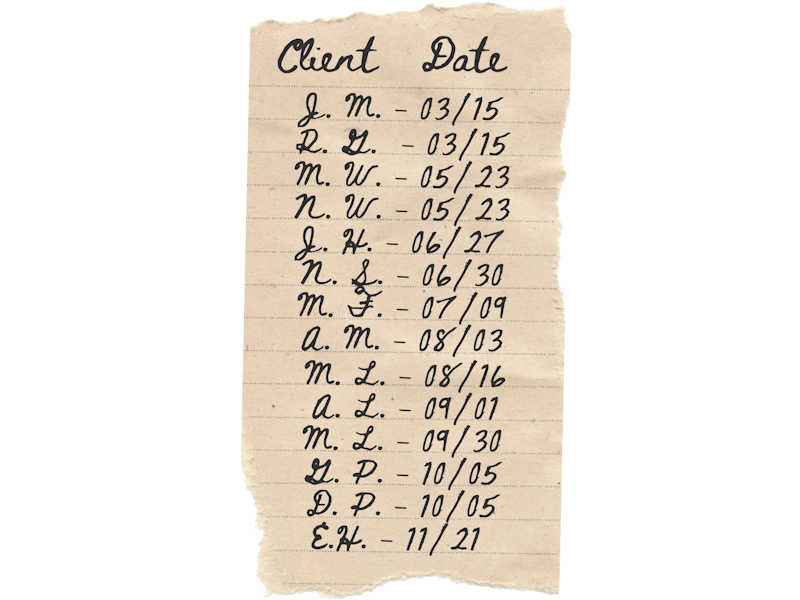 Client Date
J. M. - 03/15
R. G. - 03/15
M. W. - 05/23
N. W. - 05/23
J. H. - 06/27
N. S. - 06/30
M. F. - 07/09
A. M. - 08/03
M. L. - 08/16
A. L. - 09/01
M. L. - 09/30
G. P. - 10/05
D. P. - 10/05
E.H. - 11/21